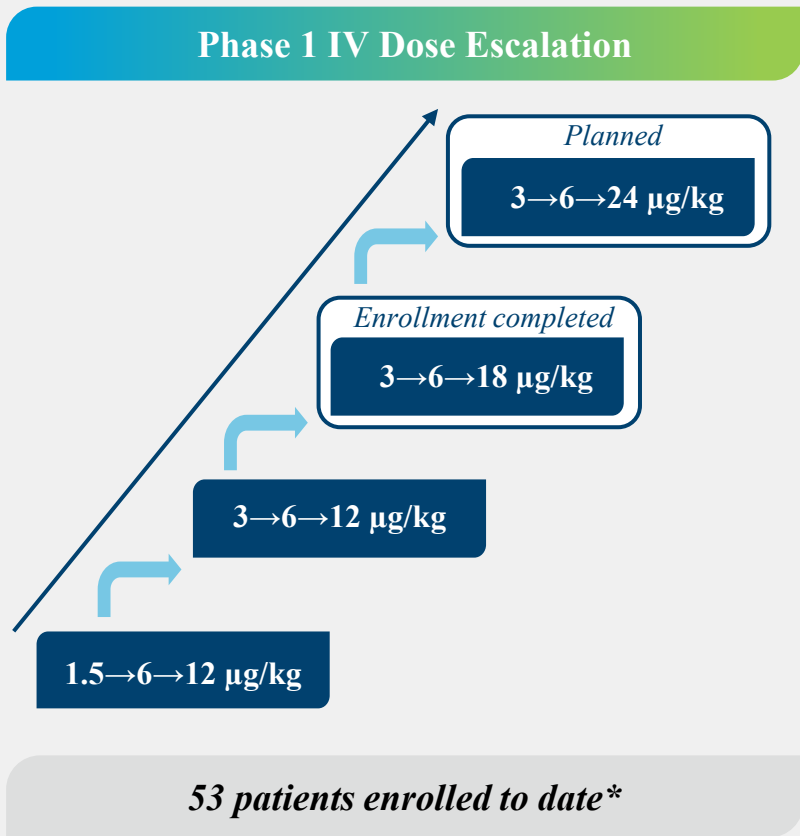 Phase 1 IV Dose Escalation
Planned
3→6→24 µg/kg
Enrollment completed
3→6→18 µg/kg
3→6→12 µg/kg
1.5→6→12 µg/kg
53 patients enrolled to date*